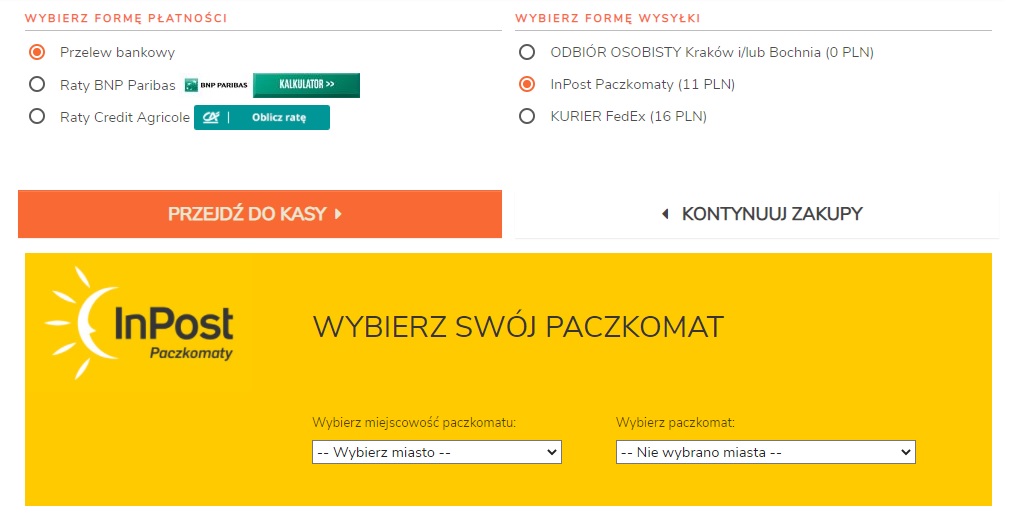 WYBIERZ FORMĘ PŁATNOŚCI
Przelew bankowy
Raty BNP Paribas BNP PARIBAS KALKULATOR >>
Raty Credit Agricole CA | Oblicz ratę
WYBIERZ FORMĘ WYSYŁKI
ODBIÓR OSOBISTY Kraków i/lub Bochnia (0 PLN)
InPost Paczkomaty (11 PLN)
KURIER FedEx (16 PLN)
PRZEJDŹ DO KASY
KONTYNUUJ ZAKUPY
InPost
Paczkomaty
WYBIERZ SWÓJ PACZKOMAT
Wybierz miejscowość paczkomatu:
-- Wybierz miasto --
Wybierz paczkomat:
-- Nie wybrano miasta --